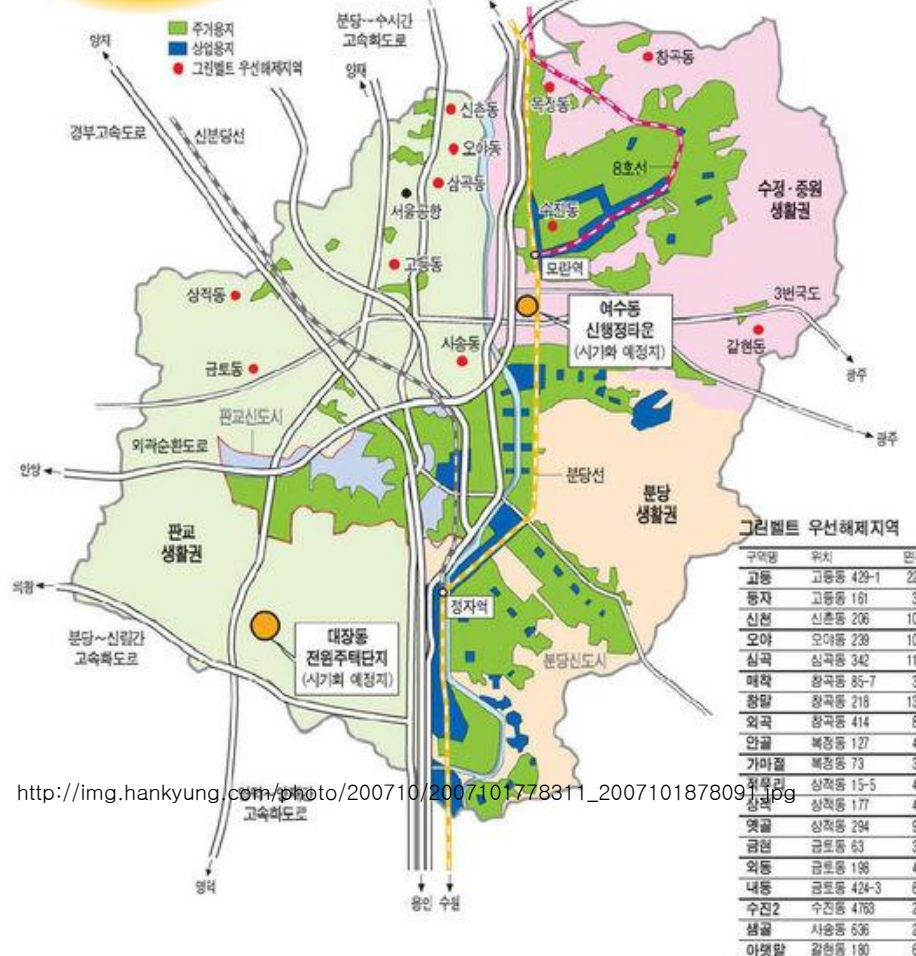 주거용지
상업용지
그린벨트 우선해제지역
분당~수서간
고속화도로
양재
경부고속도로
신분당선
신촌동
오야동
심곡동
서울공항
고등동
상적동
금토동
사송동
창곡동
복정동
8호선
수진동
모란역
수정·중원
생활권
여수동
신행정타운
(시가화 예정지)
3번국도
갈현동
광주
광주
판교신도시
외곽순환도로
안양
분당선
분당
생활권
판교
생활권
정자역
분당~신림간
고속화도로
대장동
전원주택단지
(시가화 예정지)
분당신도시
http://img.hankyung.com/photo/200710/2007101778311_2007101878091.jpg
고속화도로
영덕
용인 수원
그린벨트 우선해제지역
구역명 위치
고등 고등동 429-1
등자 고등동 161
신촌 신촌동 206
오야 오야동 239
심곡 심곡동 342
매착 창곡동 85-7
창말 창곡동 218
외곡 창곡동 414
안골 복정동 127
가마절 복정동 73
상적동 15-5
상적 상적동 177
옛골 상적동 294
금현 금토동 63
외동 금토동 198
내동 금토동 424-3
수진2 수진동 4763
샘골 사송동 636
아랫말 갈현동 180